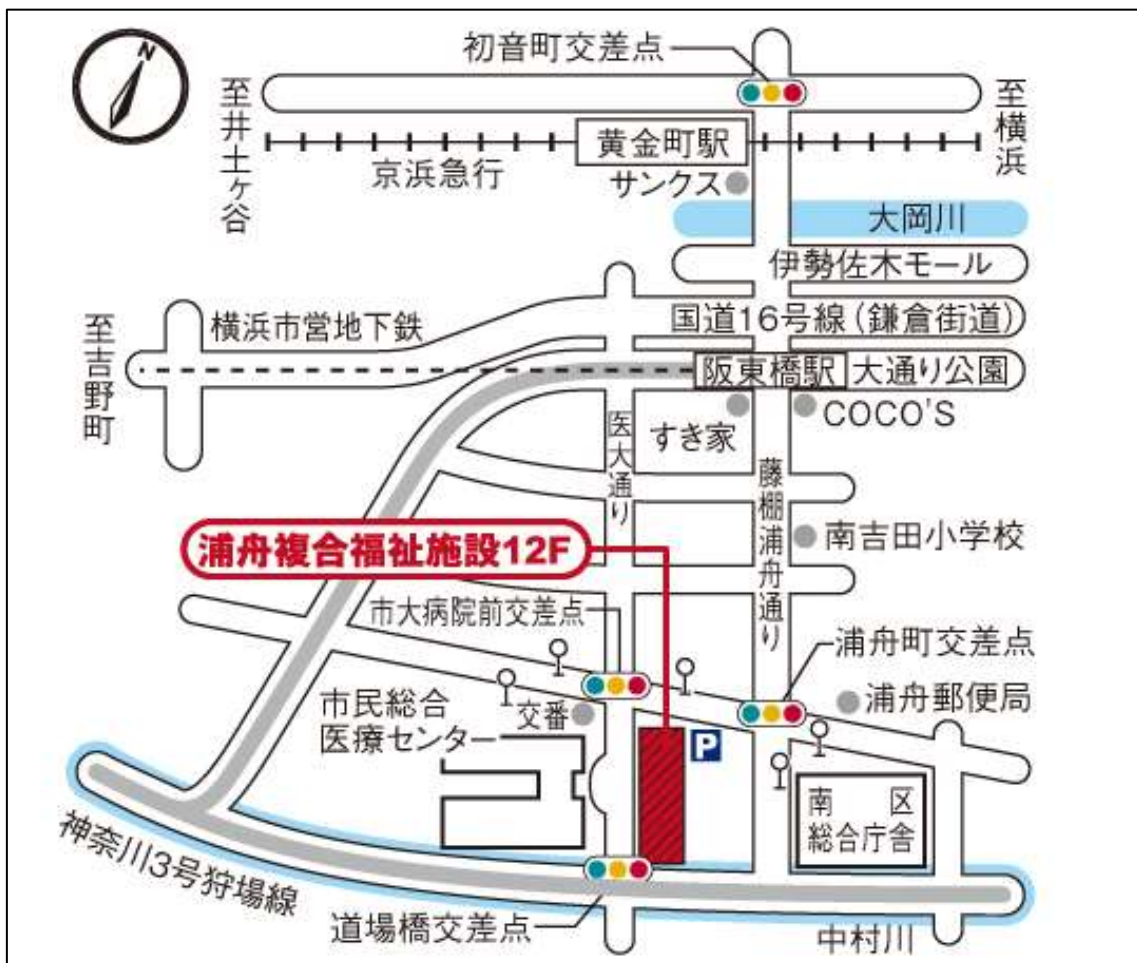 N
初音町交差点
至井土ヶ谷
至横浜
黄金町駅
京浜急行
サンクス
大岡川
伊勢佐木モール
横浜市営地下鉄
国道16号線(鎌倉街道)
至吉野町
阪東橋駅
大通り公園
すき家
COCO'S
医大通り
藤棚浦舟通り
南吉田小学校
浦舟複合福祉施設12F
市大病院前交差点
浦舟町交差点
浦舟郵便局
交番
市民総合
医療センター
P
南区
総合庁舎
神奈川3号狩場線
道場橋交差点
中村川